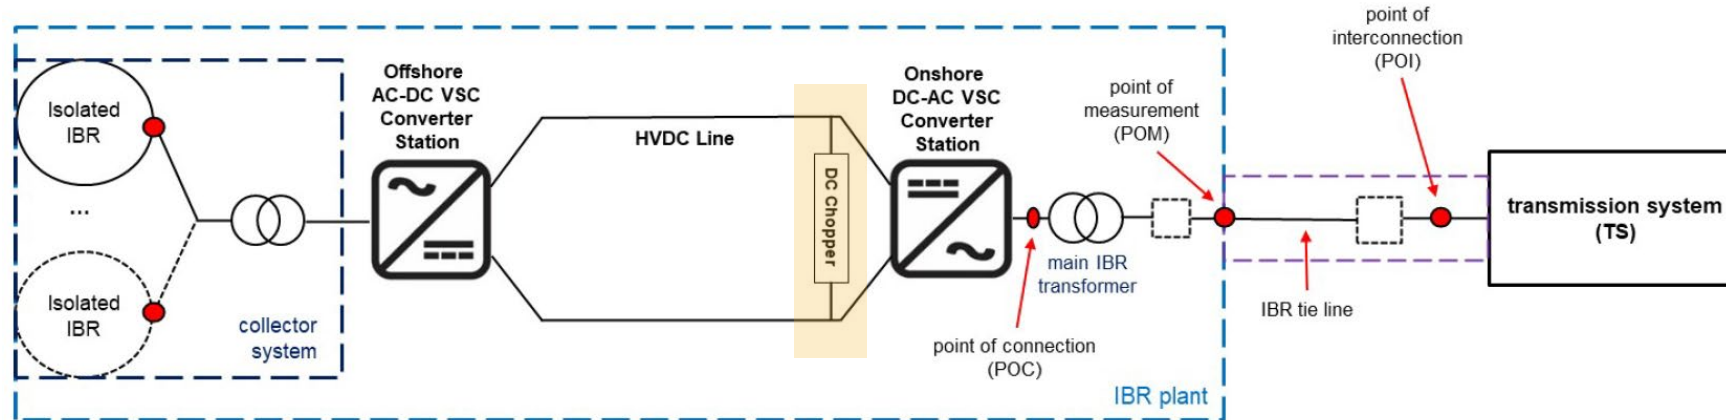 Isolated
IBR
...
Isolated
IBR
collector
system
Offshore
AC-DC VSC
Converter
Station
HVDC Line
DC Chopper
Onshore
DC-AC VSC
Converter
Station
point of connection
(POC)
main IBR
transformer
point of
measurement
(POM)
IBR plant
IBR tie line
point of
interconnection
(POI)
transmission system
(TS)